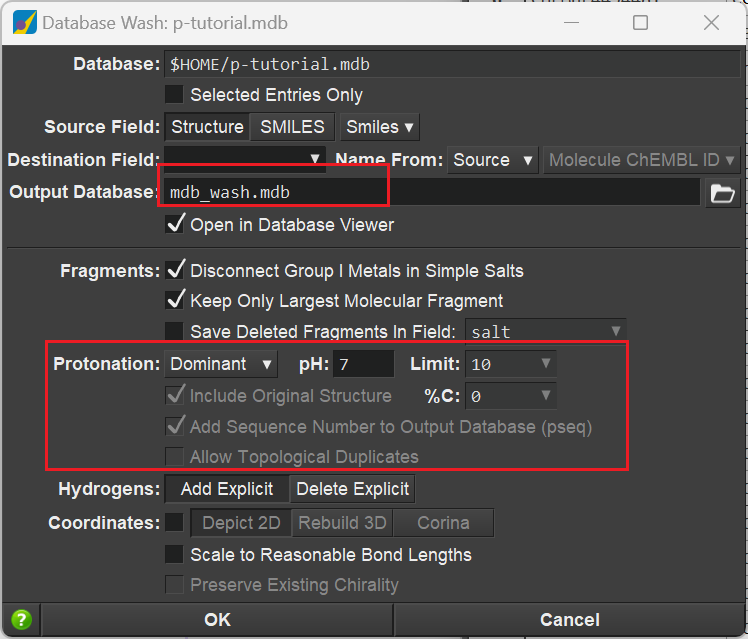 Database Wash: p-tutorial.mdb
Database: $HOME/p-tutorial.mdb
Selected Entries Only
Source Field: Structure SMILES Smiles ▾
Destination Field: ▼ Name From: Source ▼ Molecule ChEMBL ID ▾
Output Database: mdb_wash.mdb
Open in Database Viewer
Fragments: Disconnect Group I Metals in Simple Salts
Keep Only Largest Molecular Fragment
Save Deleted Fragments In Field: salt ▼
Protonation: Dominant ▼ pH: 7 Limit: 10 ▼
Include Original Structure %C: 0 ▼
Add Sequence Number to Output Database (pseq)
Allow Topological Duplicates
Hydrogens: Add Explicit Delete Explicit
Coordinates: Depict 2D Rebuild 3D Corina
Scale to Reasonable Bond Lengths
Preserve Existing Chirality
? OK Cancel